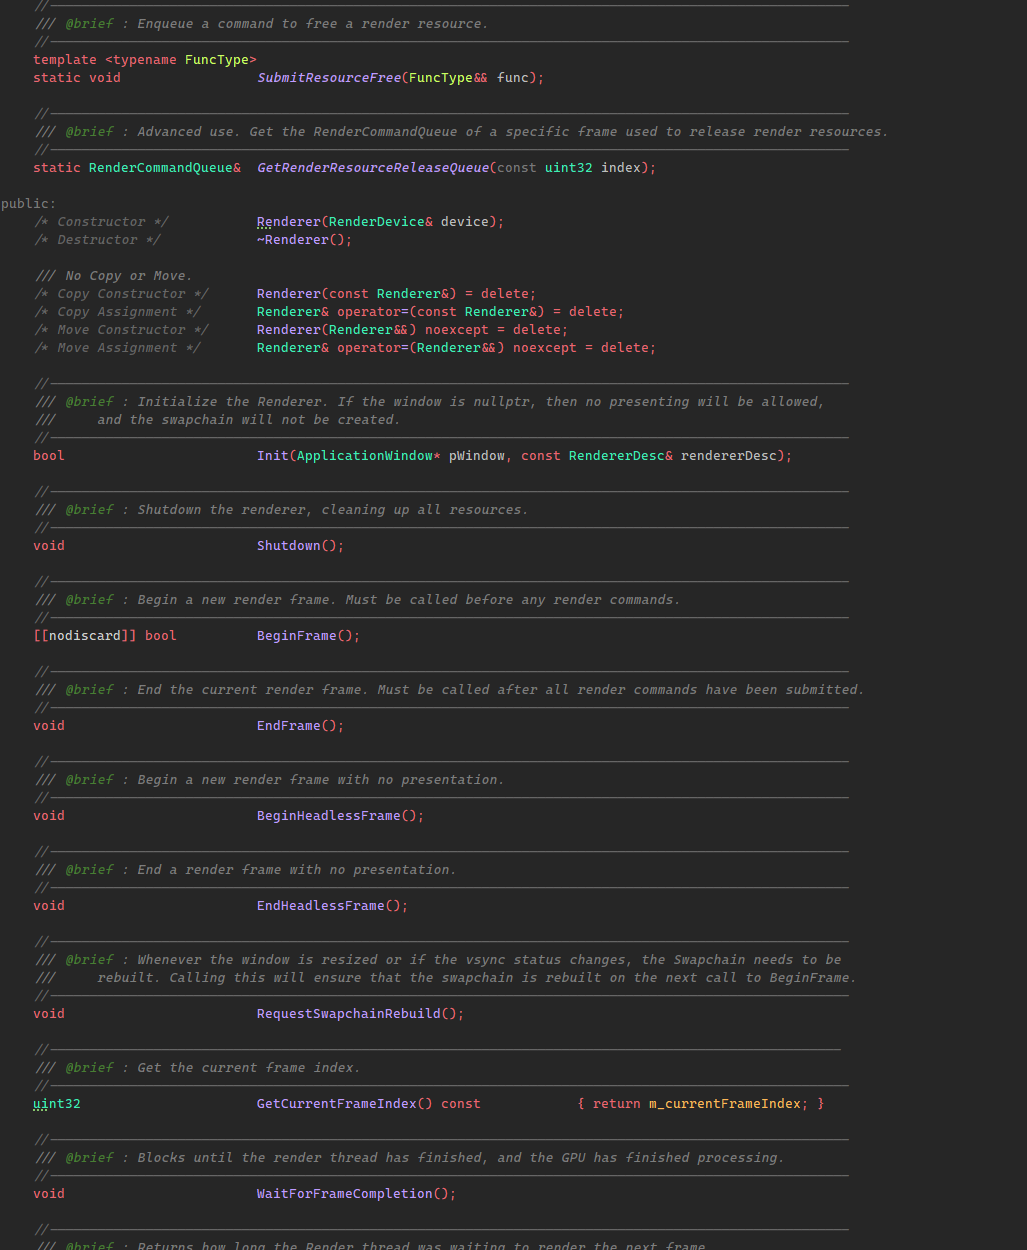 //----------------------------------------------------------------------------------------------------
/// @brief : Enqueue a command to free a render resource.
//----------------------------------------------------------------------------------------------------
template <typename FuncType>
static void SubmitResourceFree(FuncType&& func);
//----------------------------------------------------------------------------------------------------
/// @brief : Advanced use. Get the RenderCommandQueue of a specific frame used to release render resources.
//----------------------------------------------------------------------------------------------------
static RenderCommandQueue& GetRenderResourceReleaseQueue(const uint32 index);
public:
/* Constructor */ Renderer(RenderDevice& device);
/* Destructor */ ~Renderer();
/// No Copy or Move.
/* Copy Constructor */ Renderer(const Renderer&) = delete;
/* Copy Assignment */ Renderer& operator=(const Renderer&) = delete;
/* Move Constructor */ Renderer(Renderer&&) noexcept = delete;
/* Move Assignment */ Renderer& operator=(Renderer&&) noexcept = delete;
//----------------------------------------------------------------------------------------------------
/// @brief : Initialize the Renderer. If the window is nullptr, then no presenting will be allowed,
/// and the swapchain will not be created.
//----------------------------------------------------------------------------------------------------
bool Init(ApplicationWindow* pWindow, const RendererDesc& rendererDesc);
//----------------------------------------------------------------------------------------------------
/// @brief : Shutdown the renderer, cleaning up all resources.
//----------------------------------------------------------------------------------------------------
void Shutdown();
//----------------------------------------------------------------------------------------------------
/// @brief : Begin a new render frame. Must be called before any render commands.
//----------------------------------------------------------------------------------------------------
[[nodiscard]] bool BeginFrame();
//----------------------------------------------------------------------------------------------------
/// @brief : End the current render frame. Must be called after all render commands have been submitted.
//----------------------------------------------------------------------------------------------------
void EndFrame();
//----------------------------------------------------------------------------------------------------
/// @brief : Begin a new render frame with no presentation.
//----------------------------------------------------------------------------------------------------
void BeginHeadlessFrame();
//----------------------------------------------------------------------------------------------------
/// @brief : End a render frame with no presentation.
//----------------------------------------------------------------------------------------------------
void EndHeadlessFrame();
//----------------------------------------------------------------------------------------------------
/// @brief : Whenever the window is resized or if the vsync status changes, the Swapchain needs to be
/// rebuilt. Calling this will ensure that the swapchain is rebuilt on the next call to BeginFrame.
//----------------------------------------------------------------------------------------------------
void RequestSwapchainRebuild();
//---------------------------------------------------------------------------------------------------
/// @brief : Get the current frame index.
//----------------------------------------------------------------------------------------------------
uint32 GetCurrentFrameIndex() const { return m_currentFrameIndex; }
//----------------------------------------------------------------------------------------------------
/// @brief : Blocks until the render thread has finished, and the GPU has finished processing.
//----------------------------------------------------------------------------------------------------
void WaitForFrameCompletion();
//----------------------------------------------------------------------------------------------------
/// @brief : Returns how long the Render thread was waiting to render the next frame